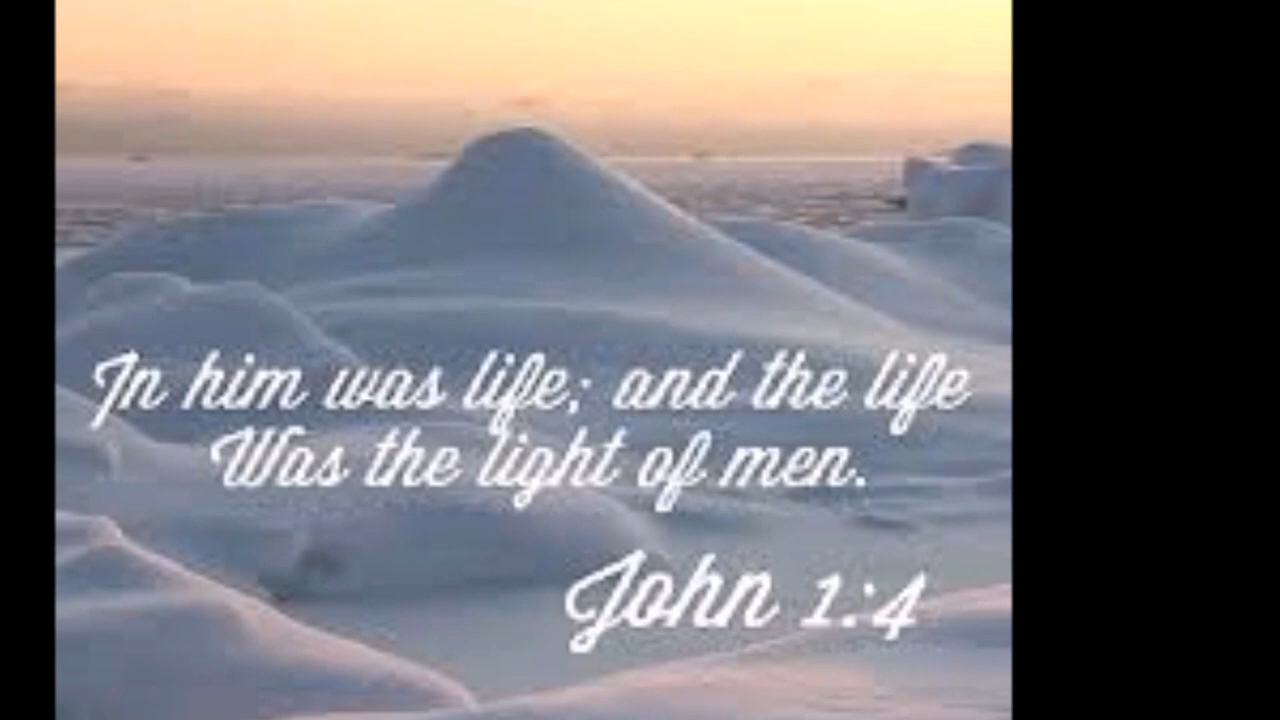 In him was life; and the life
Was the light of men.
John 1:4